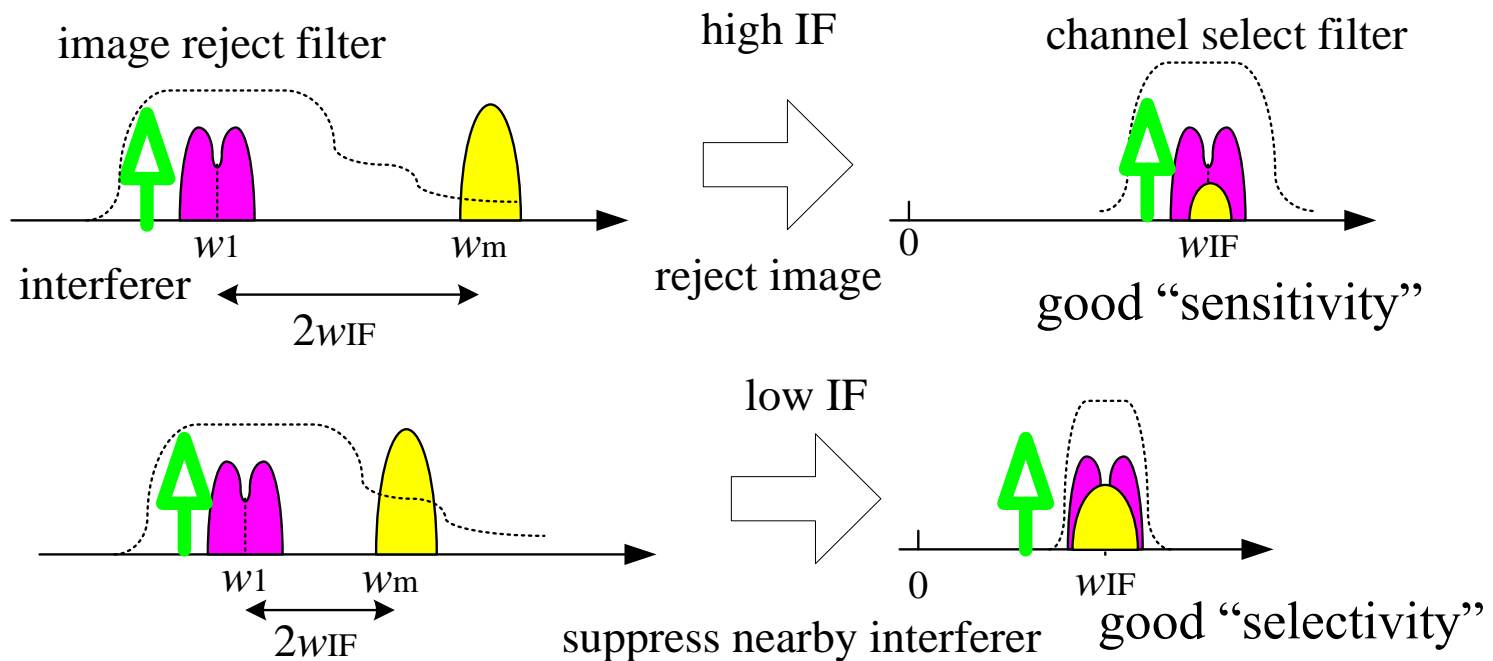 image reject filter
high IF
channel select filter
w1
wm
0
wIF
interferer
reject image
2wIF
good “sensitivity”
low IF
w1
wm
0
wIF
2wIF
suppress nearby interferer
good “selectivity”